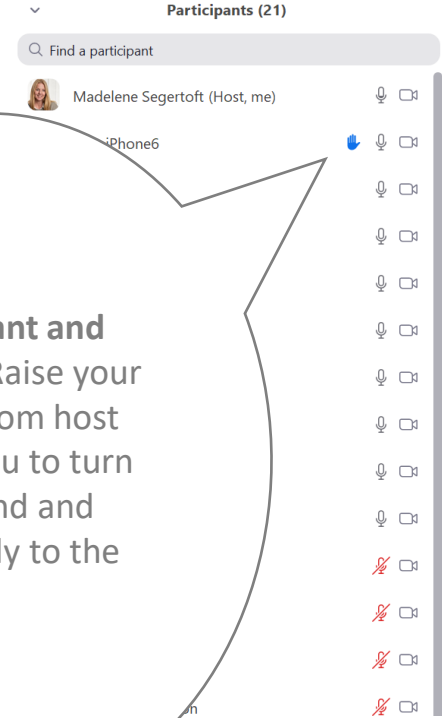 Participants (21)
Find a participant
Madelene Segertoft (Host, me)
iPhone6
ant and
Raise your
om host
u to turn
nd and
ly to the
on